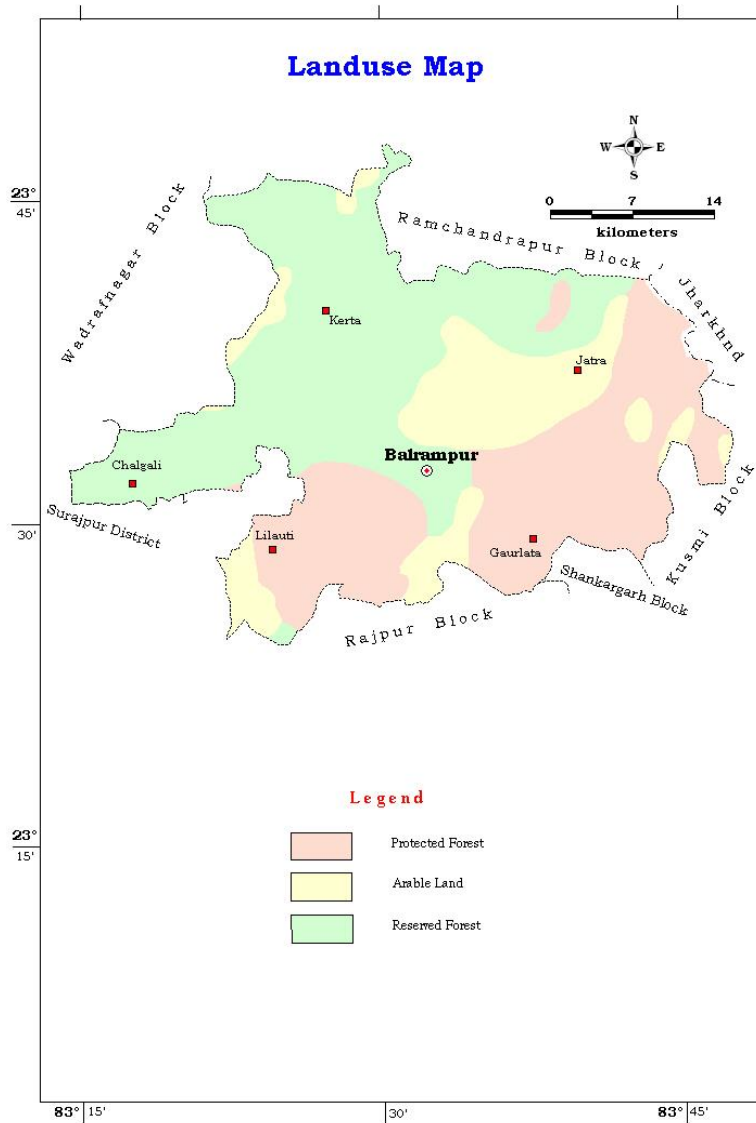 Landuse Map
N
W E
S
23°
45'
0 7 14
kilometers
Wadrafnagar Block
Ramchandrapur Block
Jharkhnd
Kerta
Jatra
Balrampur
Chalgali
Surajpur District
Lilauti
Gaurlata
Kusmi Block
Shankargarh Block
Rajpur Block
30'
Legend
Protected Forest
23°
15'
Arable Land
Reserved Forest
83° 15' 30' 83° 45'